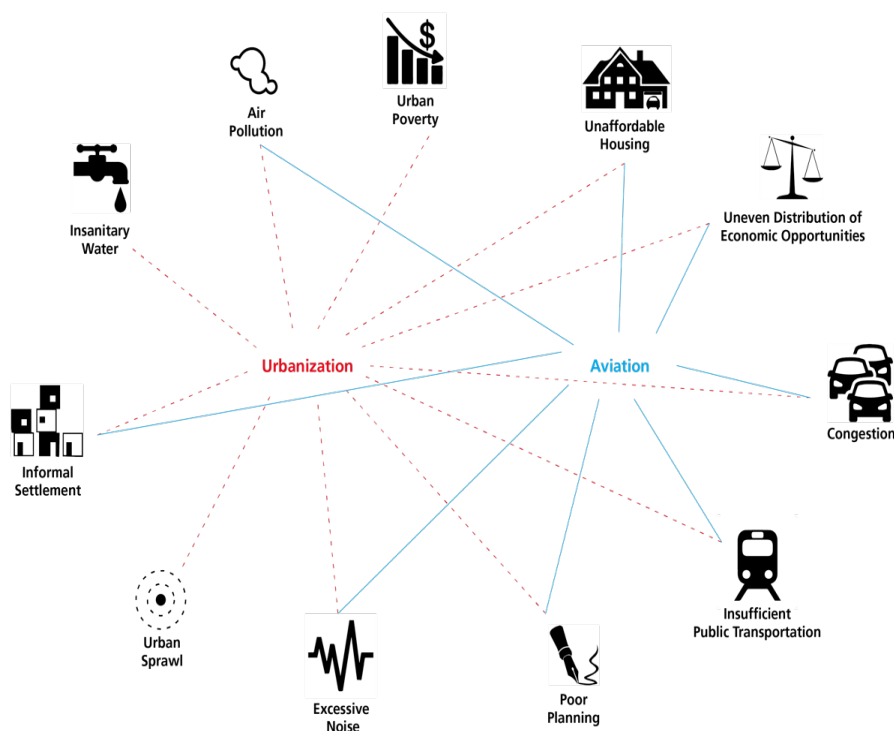 $
Air
Pollution
Urban
Poverty
Unaffordable
Housing
Uneven Distribution of
Economic Opportunities
Insanitary
Water
Urbanization
Aviation
Congestion
Informal
Settlement
Insufficient
Public Transportation
Urban
Sprawl
Excessive
Noise
Poor
Planning